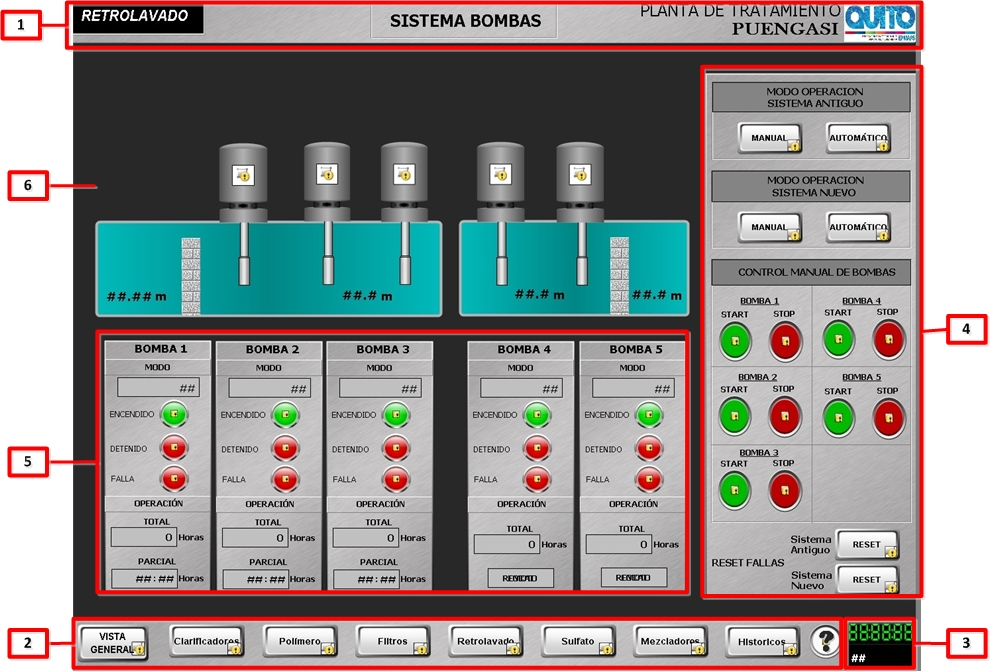 1
RETROLAVADO
SISTEMA BOMBAS
PLANTA DE TRATAMIENTO
PUENGASI
QUITO
6
##.## m
##.# m
##.# m
##.# m
MODO OPERACION
SISTEMA ANTIGUO
MANUAL
AUTOMÁTICO
MODO OPERACION
SISTEMA NUEVO
MANUAL
AUTOMÁTICO
CONTROL MANUAL DE BOMBAS
BOMBA 1
START STOP
BOMBA 4
START STOP
BOMBA 2
START STOP
BOMBA 5
START STOP
BOMBA 3
START STOP
RESET FALLAS
Sistema
Antiguo
RESET
Sistema
Nuevo
RESET
4
5
BOMBA 1
MODO
##
ENCENDIDO
DETENIDO
FALLA
OPERACIÓN
TOTAL
0 Horas
PARCIAL
##:## Horas
BOMBA 2
MODO
##
ENCENDIDO
DETENIDO
FALLA
OPERACIÓN
TOTAL
0 Horas
PARCIAL
##:## Horas
BOMBA 3
MODO
##
ENCENDIDO
DETENIDO
FALLA
OPERACIÓN
TOTAL
0 Horas
PARCIAL
##:## Horas
BOMBA 4
MODO
##
ENCENDIDO
DETENIDO
FALLA
OPERACIÓN
TOTAL
0 Horas
BOMBA 5
MODO
##
ENCENDIDO
DETENIDO
FALLA
OPERACIÓN
TOTAL
0 Horas
2
VISTA
GENERAL
Clarificadores
Polímero
Filtros
Retrolavado
Sulfato
Mezcladores
Historicos
?
##
3